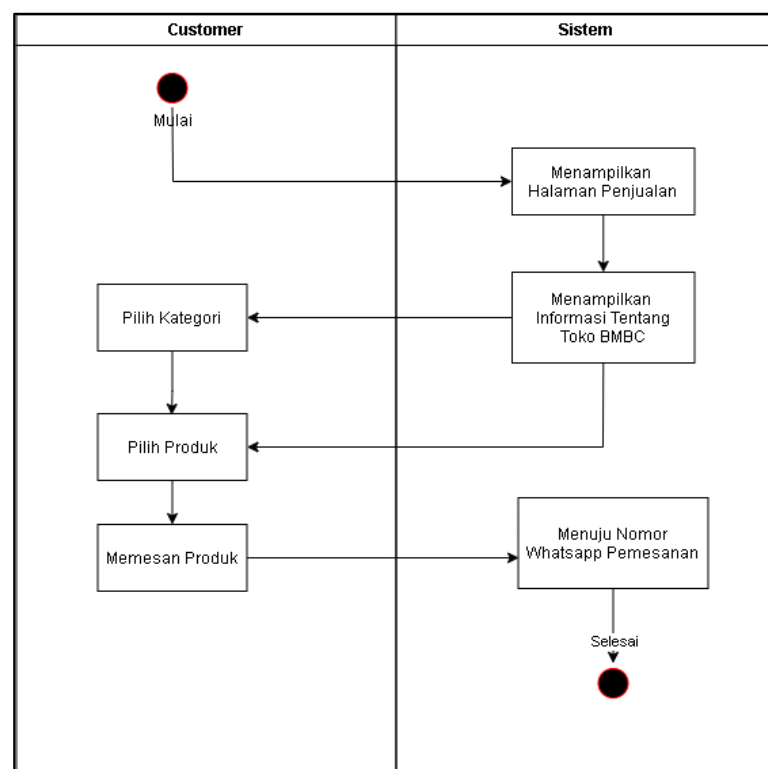 Customer
Sistem
Mulai
Menampilkan
Halaman Penjualan
Menampilkan
Informasi Tentang
Toko BMBC
Pilih Kategori
Pilih Produk
Memesan Produk
Menuju Nomor
Whatsapp Pemesanan
Selesai